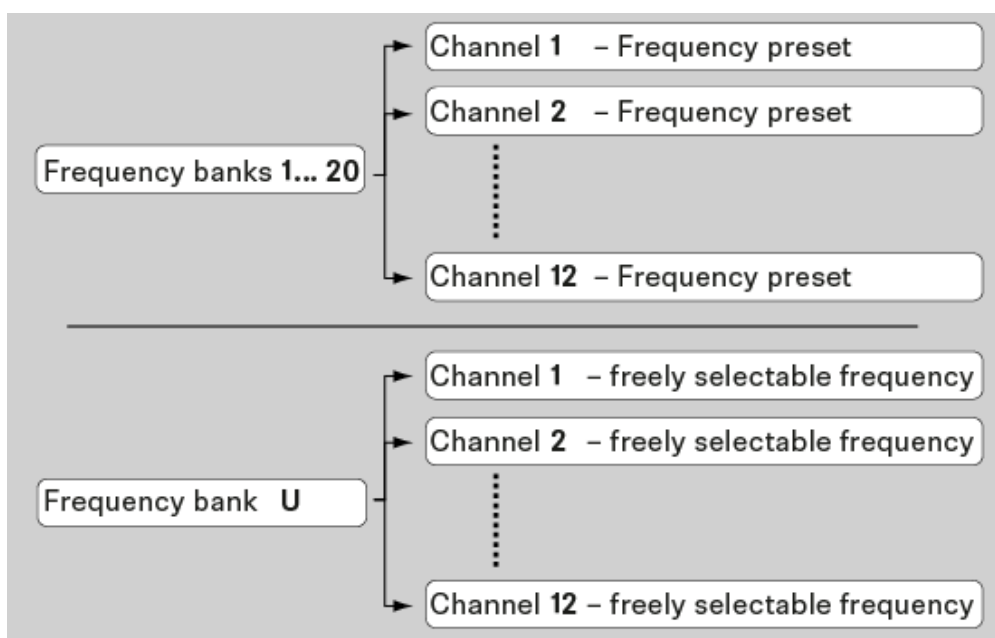 Channel 1 – Frequency preset
Channel 2 – Frequency preset
Frequency banks 1... 20
Channel 12 – Frequency preset
Channel 1 – freely selectable frequency
Channel 2 – freely selectable frequency
Frequency bank U
Channel 12 – freely selectable frequency